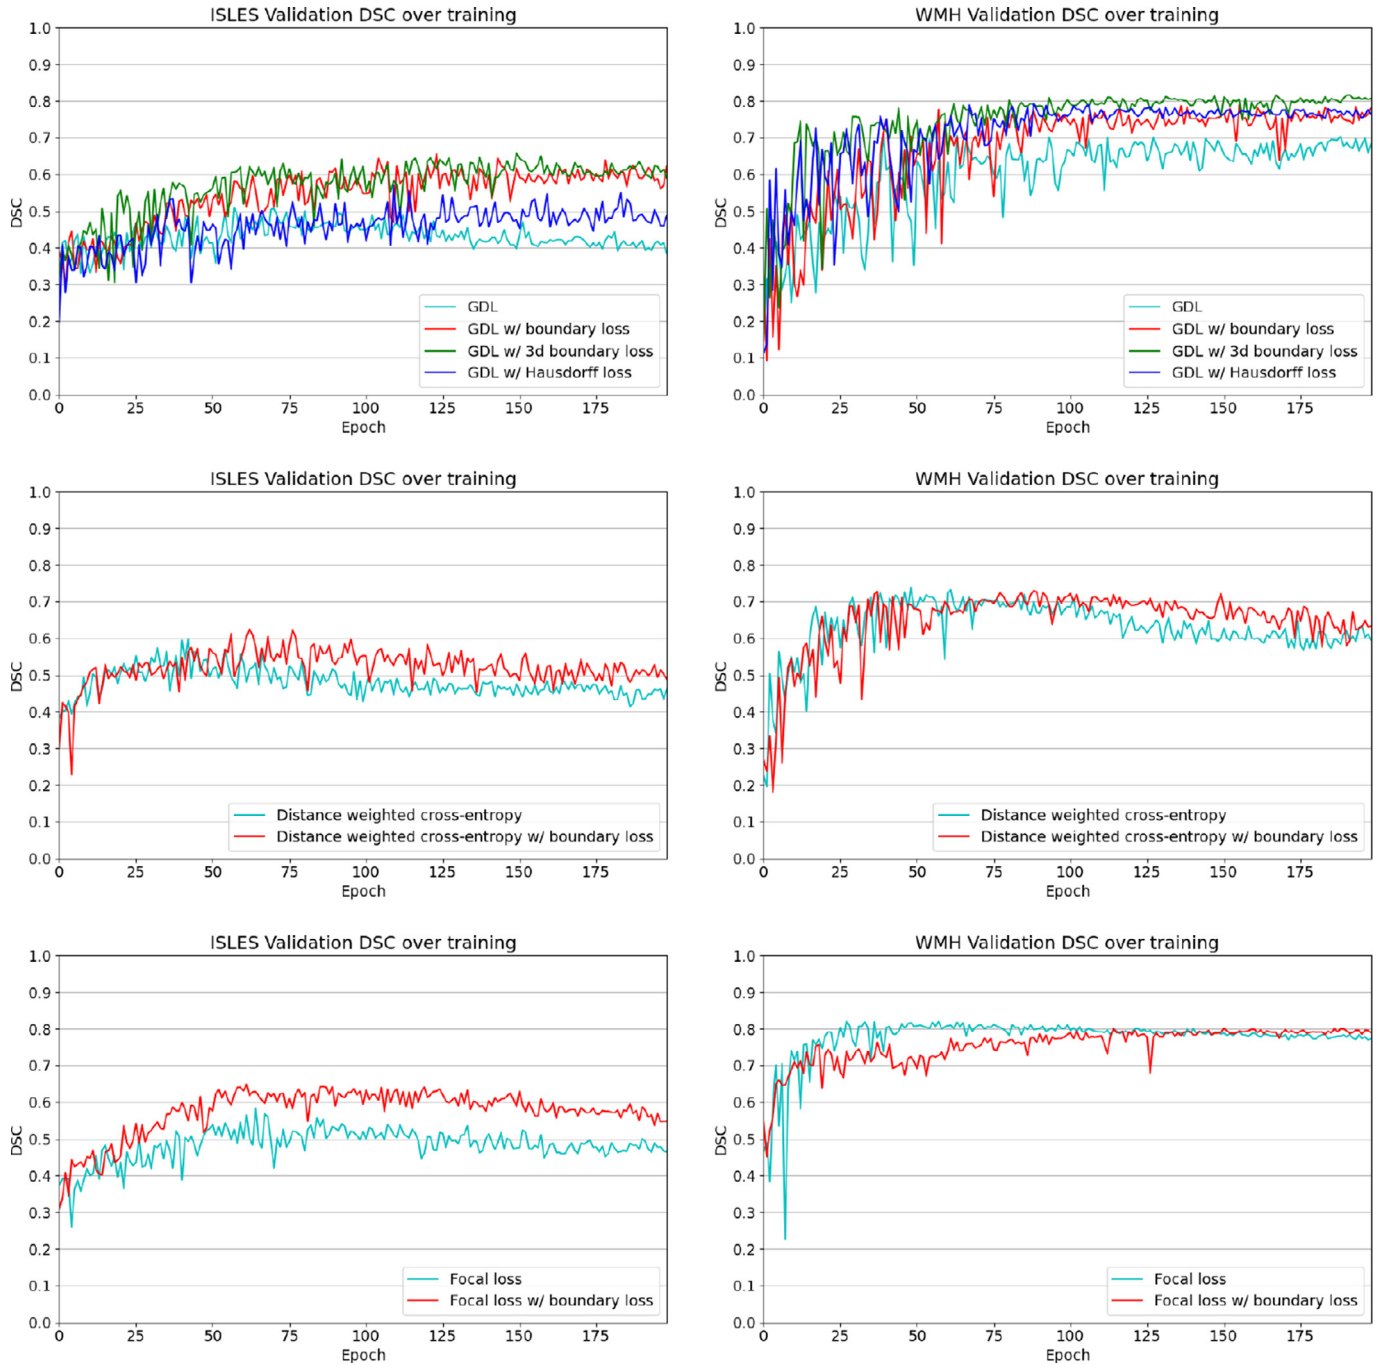 ISLES Validation DSC over training
1.0
0.9
0.8
0.7
0.6
0.5
0.4
0.3
0.2
0.1
0.0
DSC
GDL
GDL w/ boundary loss
GDL w/ 3d boundary loss
GDL w/ Hausdorff loss
0 25 50 75 100 125 150 175
Epoch
WMH Validation DSC over training
1.0
0.9
0.8
0.7
0.6
0.5
0.4
0.3
0.2
0.1
0.0
DSC
GDL
GDL w/ boundary loss
GDL w/ 3d boundary loss
GDL w/ Hausdorff loss
0 25 50 75 100 125 150 175
Epoch
ISLES Validation DSC over training
1.0
0.9
0.8
0.7
0.6
0.5
0.4
0.3
0.2
0.1
0.0
DSC
Distance weighted cross-entropy
Distance weighted cross-entropy w/ boundary loss
0 25 50 75 100 125 150 175
Epoch
WMH Validation DSC over training
1.0
0.9
0.8
0.7
0.6
0.5
0.4
0.3
0.2
0.1
0.0
DSC
Distance weighted cross-entropy
Distance weighted cross-entropy w/ boundary loss
0 25 50 75 100 125 150 175
Epoch
ISLES Validation DSC over training
1.0
0.9
0.8
0.7
0.6
0.5
0.4
0.3
0.2
0.1
0.0
DSC
Focal loss
Focal loss w/ boundary loss
0 25 50 75 100 125 150 175
Epoch
WMH Validation DSC over training
1.0
0.9
0.8
0.7
0.6
0.5
0.4
0.3
0.2
0.1
0.0
DSC
Focal loss
Focal loss w/ boundary loss
0 25 50 75 100 125 150 175
Epoch